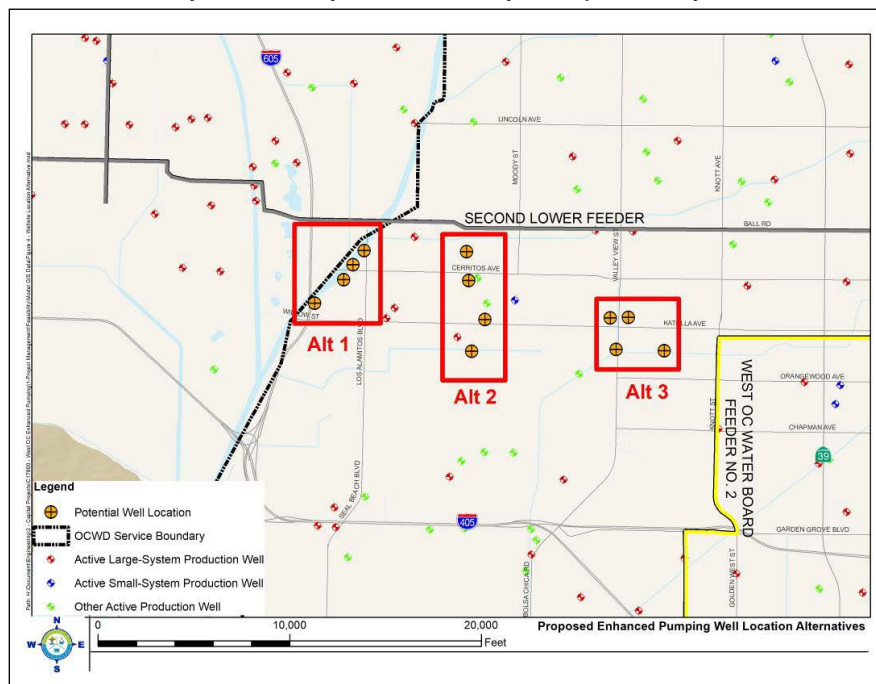 605
LINCOLN AVE
MOODY ST
KNOTT AVE
SECOND LOWER FEEDER
BALL RD
VALLEY VIEW ST
CERRITOS AVE
WILLOW ST
KATELLA AVE
Alt 1
LOS ALAMITOS BLVD
Alt 2
Alt 3
ORANGEWOOD AVE
KNOTT ST
WEST OC WATER BOARD
FEEDER NO. 2
CHAPMAN AVE
39
SEAL BEACH BLVD
405
GARDEN GROVE BLVD
BOLSA CHICA RD
GOLDEN WEST ST
Legend
Potential Well Location
OCWD Service Boundary
Active Large-System Production Well
Active Small-System Production Well
Other Active Production Well
N
W
E
S
0
10,000
20,000
Feet
Proposed Enhanced Pumping Well Location Alternatives